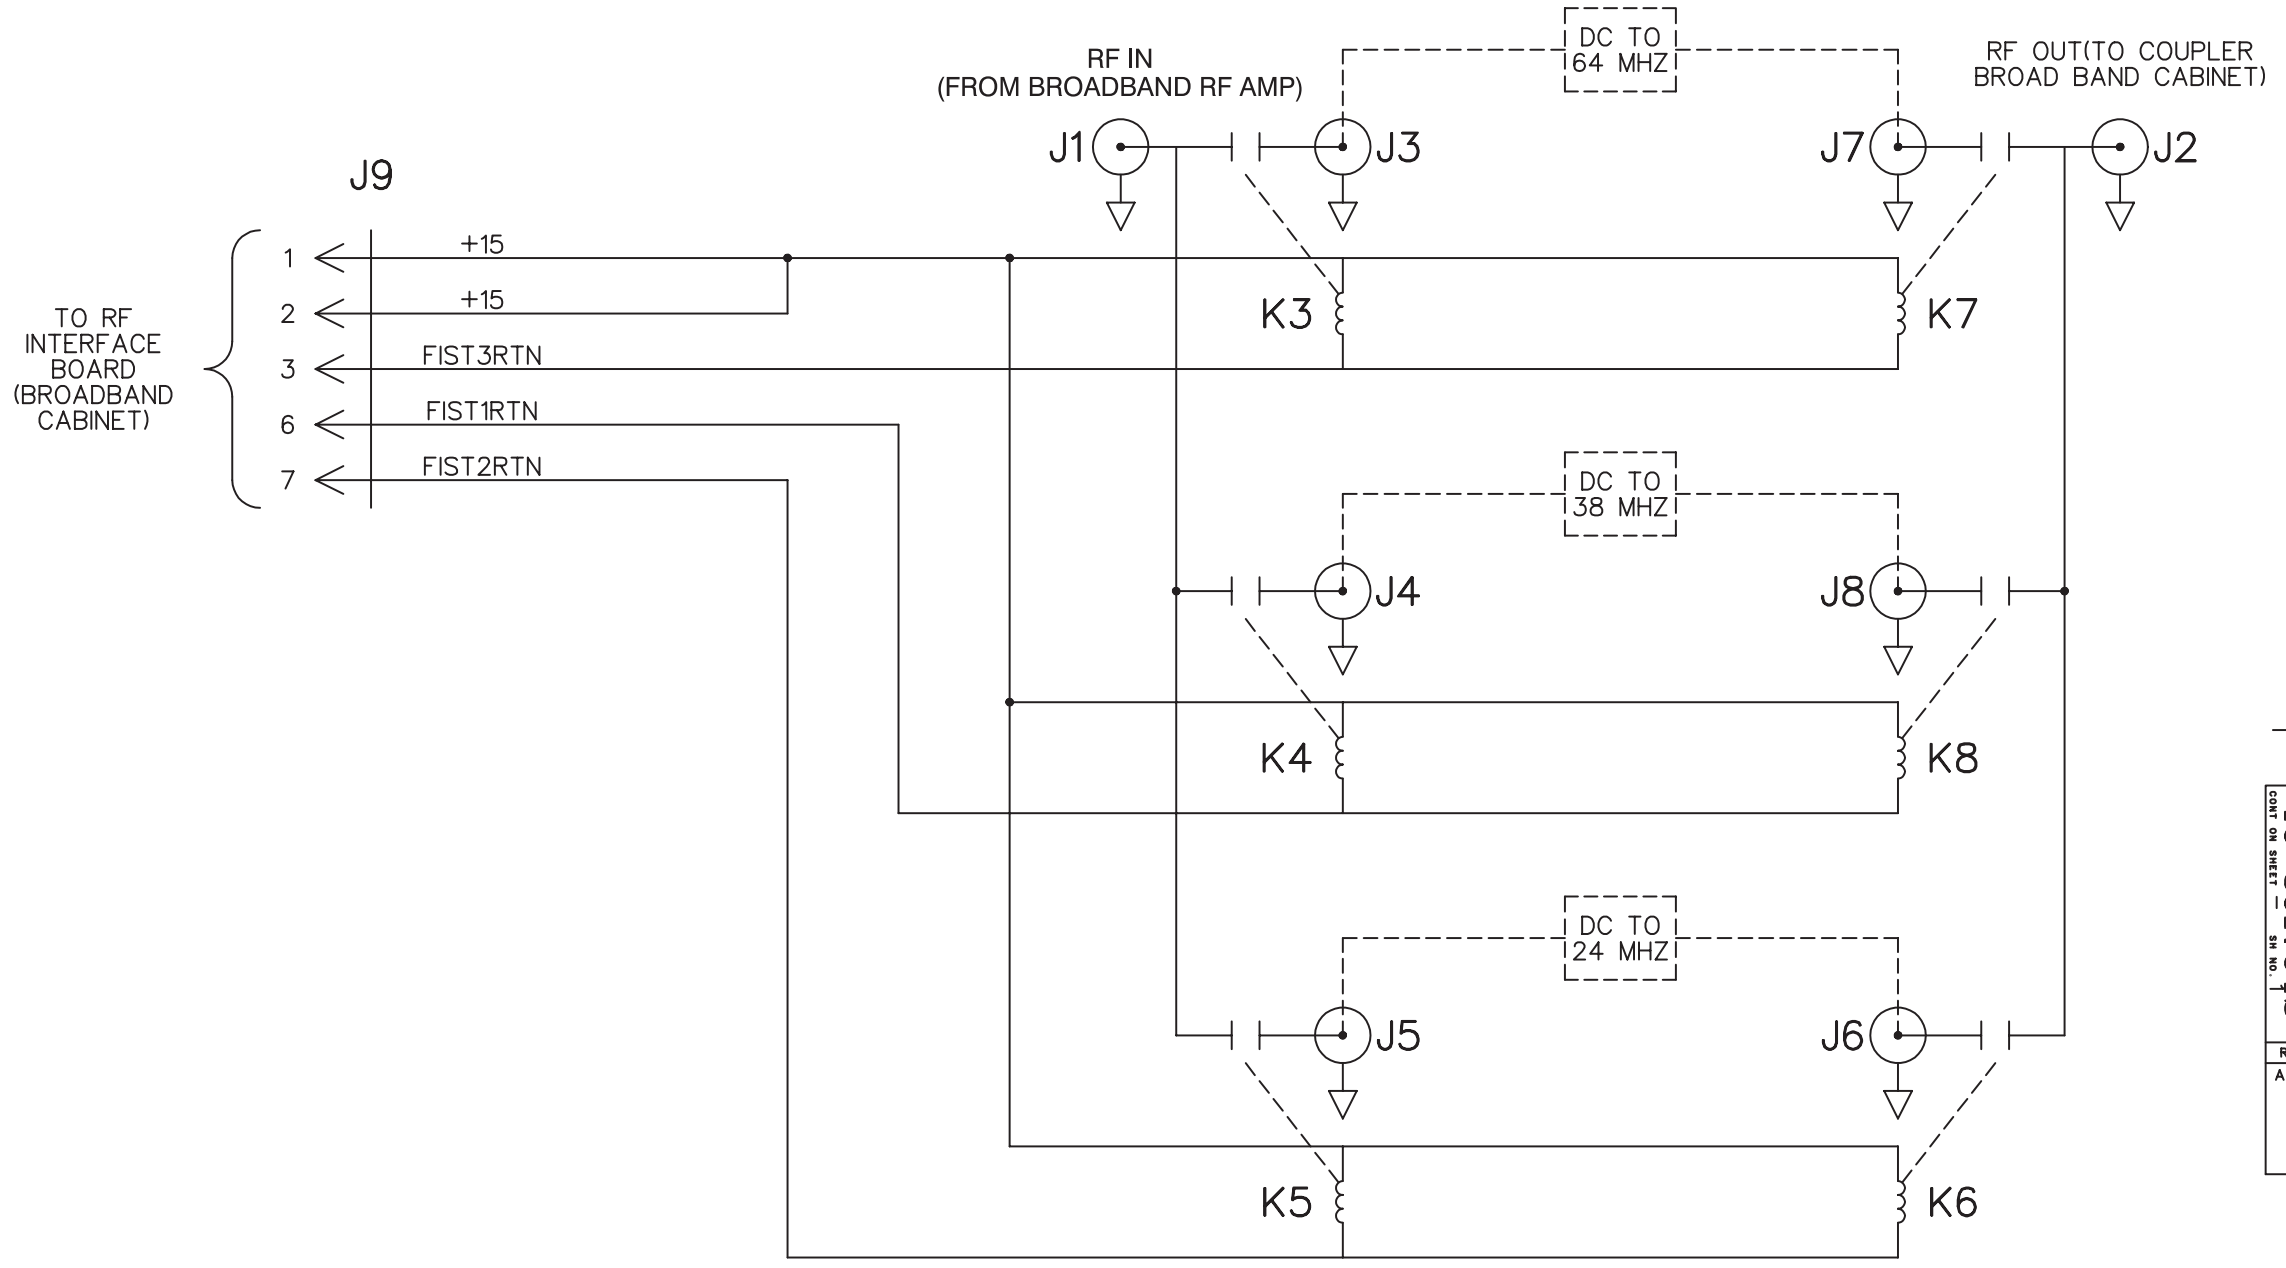 RF IN
(FROM BROADBAND RF AMP)
DC TO
64 MHZ
RF OUT(TO COUPLER
BROAD BAND CABINET)
J1
J3
J7
J2
J9
1
+15
2
+15
3
FIST3RTN
6
FIST1RTN
7
FIST2RTN
TO RF
INTERFACE
BOARD
(BROADBAND
CABINET)
K3
K7
DC TO
38 MHZ
J4
J8
K4
K8
DC TO
24 MHZ
J5
J6
K5
K6
CONT ON SHEET
SH NO.